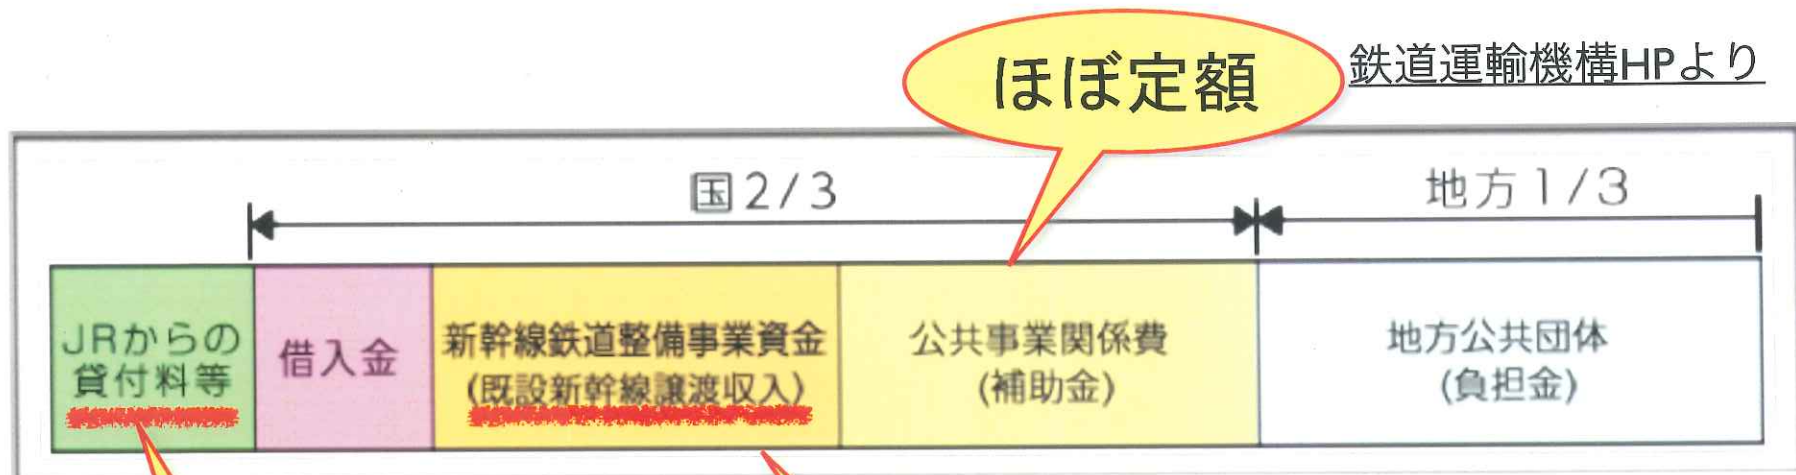 ほぼ定額
鉄道運輸機構HPより
国2/3
地方1/3
JRからの
貸付料等
借入金
新幹線鉄道整備事業資金
(既設新幹線譲渡収入)
公共事業関係費
(補助金)
地方公共団体
(負担金)